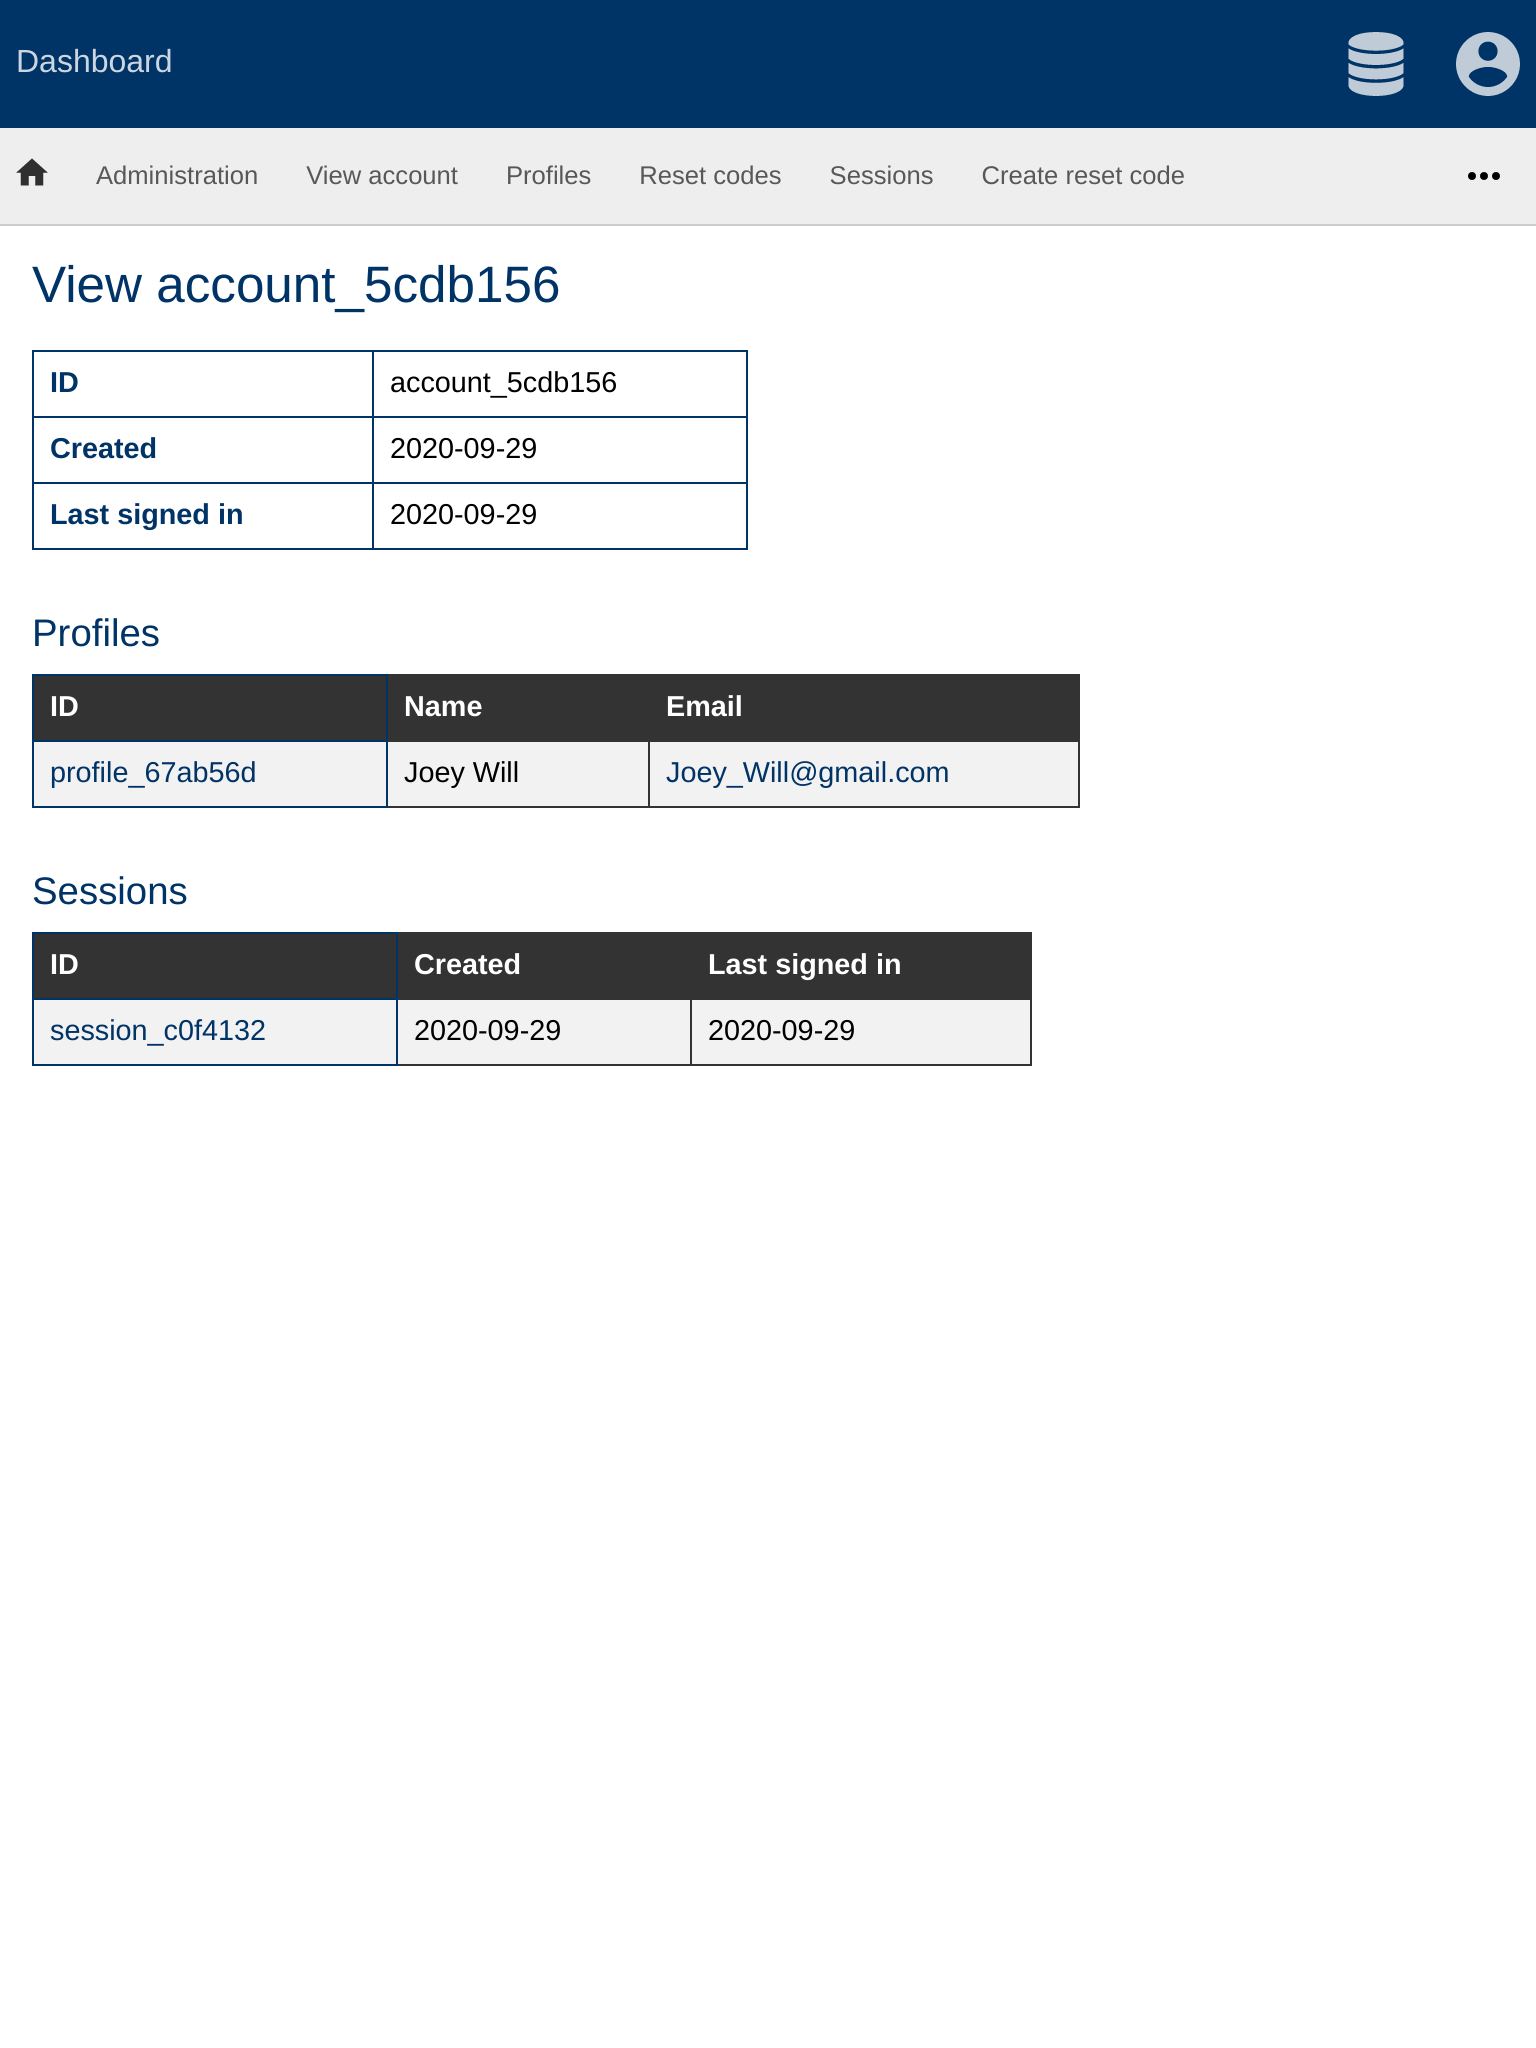 Dashboard
Administration View account Profiles Reset codes Sessions Create reset code
View account_5cdb156
ID account_5cdb156
Created 2020-09-29
Last signed in 2020-09-29
Profiles
ID Name Email
profile_67ab56d Joey Will Joey_Will@gmail.com
Sessions
ID Created Last signed in
session_c0f4132 2020-09-29 2020-09-29